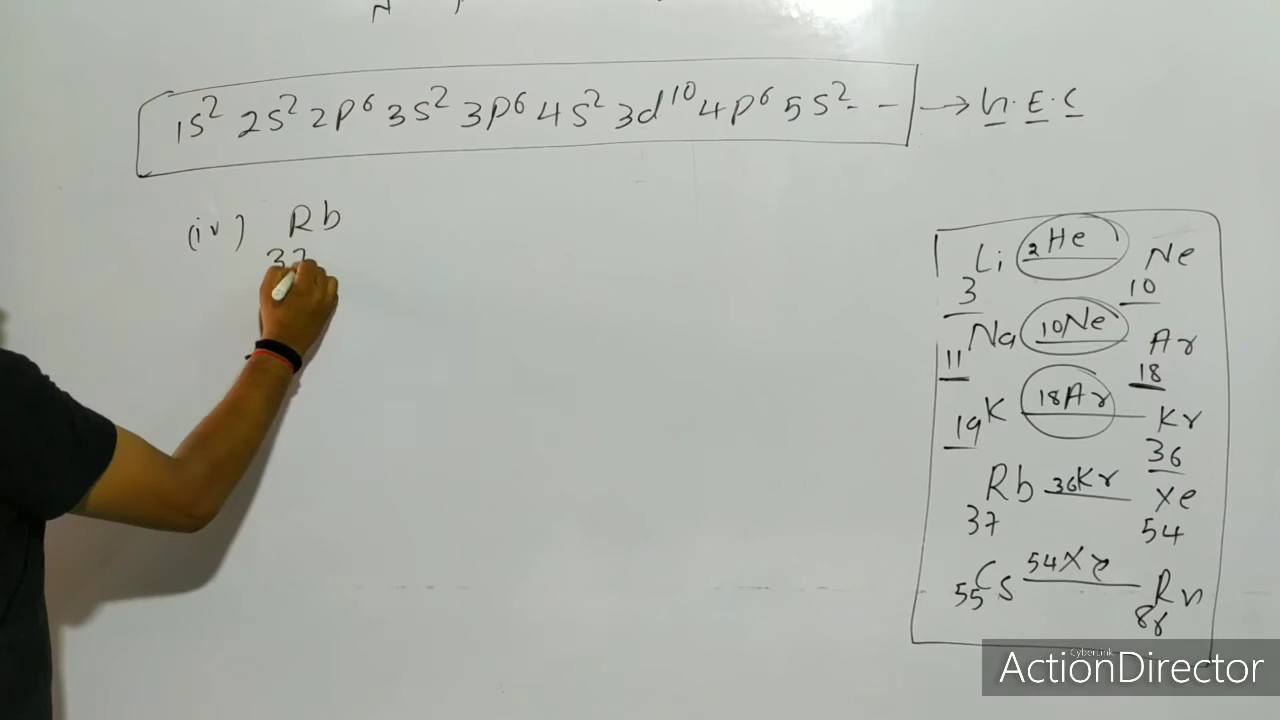 1s² 2s² 2p⁶ 3s² 3p⁶ 4s² 3d¹⁰ 4p⁶ 5s² - - → n.E.C
(iv) Rb
37
Li 2He Ne
3 10
Na 10Ne Ar
11 18
19K 18Ar Kr
36
Rb 36Kr Xe
37 54
55Cs 54Xe Rn
86
CyberLink
ActionDirector